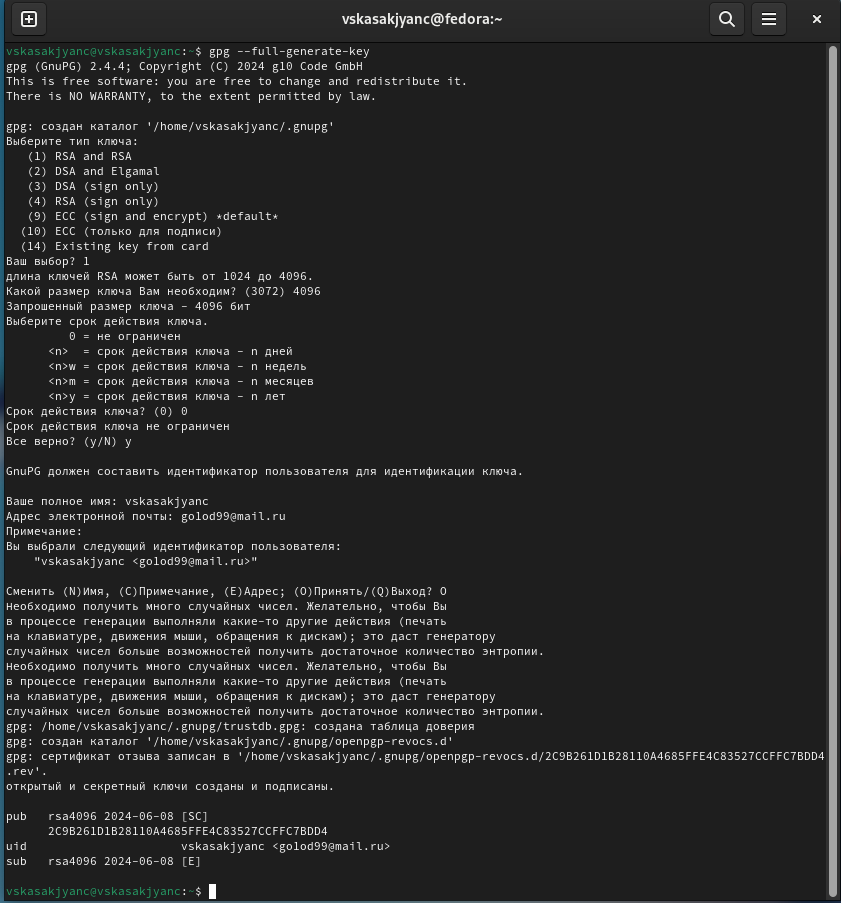 vskasakjyanc@fedora:~
vskasakjyanc@vskasakjyanc:~$ gpg --full-generate-key
gpg (GnuPG) 2.4.4; Copyright (C) 2024 g10 Code GmbH
This is free software: you are free to change and redistribute it.
There is NO WARRANTY, to the extent permitted by law.
gpg: создан каталог '/home/vskasakjyanc/.gnupg'
Выберите тип ключа:
(1) RSA and RSA
(2) DSA and Elgamal
(3) DSA (sign only)
(4) RSA (sign only)
(9) ECC (sign and encrypt) *default*
(10) ECC (только для подписи)
(14) Existing key from card
Ваш выбор? 1
длина ключей RSA может быть от 1024 до 4096.
Какой размер ключа Вам необходим? (3072) 4096
Запрошенный размер ключа - 4096 бит
Выберите срок действия ключа.
0 = не ограничен
<n>  = срок действия ключа - n дней
<n>w = срок действия ключа - n недель
<n>m = срок действия ключа - n месяцев
<n>y = срок действия ключа - n лет
Срок действия ключа? (0) 0
Срок действия ключа не ограничен
Все верно? (y/N) y
GnuPG должен составить идентификатор пользователя для идентификации ключа.
Ваше полное имя: vskasakjyanc
Адрес электронной почты: golod99@mail.ru
Примечание:
Вы выбрали следующий идентификатор пользователя:
"vskasakjyanc <golod99@mail.ru>"
Сменить (N)Имя, (C)Примечание, (E)Адрес; (O)Принять/(Q)Выход? O
Необходимо получить много случайных чисел. Желательно, чтобы Вы
в процессе генерации выполняли какие-то другие действия (печать
на клавиатуре, движения мыши, обращения к дискам); это даст генератору
случайных чисел больше возможностей получить достаточное количество энтропии.
Необходимо получить много случайных чисел. Желательно, чтобы Вы
в процессе генерации выполняли какие-то другие действия (печать
на клавиатуре, движения мыши, обращения к дискам); это даст генератору
случайных чисел больше возможностей получить достаточное количество энтропии.
gpg: /home/vskasakjyanc/.gnupg/trustdb.gpg: создана таблица доверия
gpg: создан каталог '/home/vskasakjyanc/.gnupg/openpgp-revocs.d'
gpg: сертификат отзыва записан в '/home/vskasakjyanc/.gnupg/openpgp-revocs.d/2C9B261D1B28110A4685FFE4C83527CCFFC7BDD4
.rev'.
открытый и секретный ключи созданы и подписаны.
pub   rsa4096 2024-06-08 [SC]
2C9B261D1B28110A4685FFE4C83527CCFFC7BDD4
uid                      vskasakjyanc <golod99@mail.ru>
sub   rsa4096 2024-06-08 [E]
vskasakjyanc@vskasakjyanc:~$